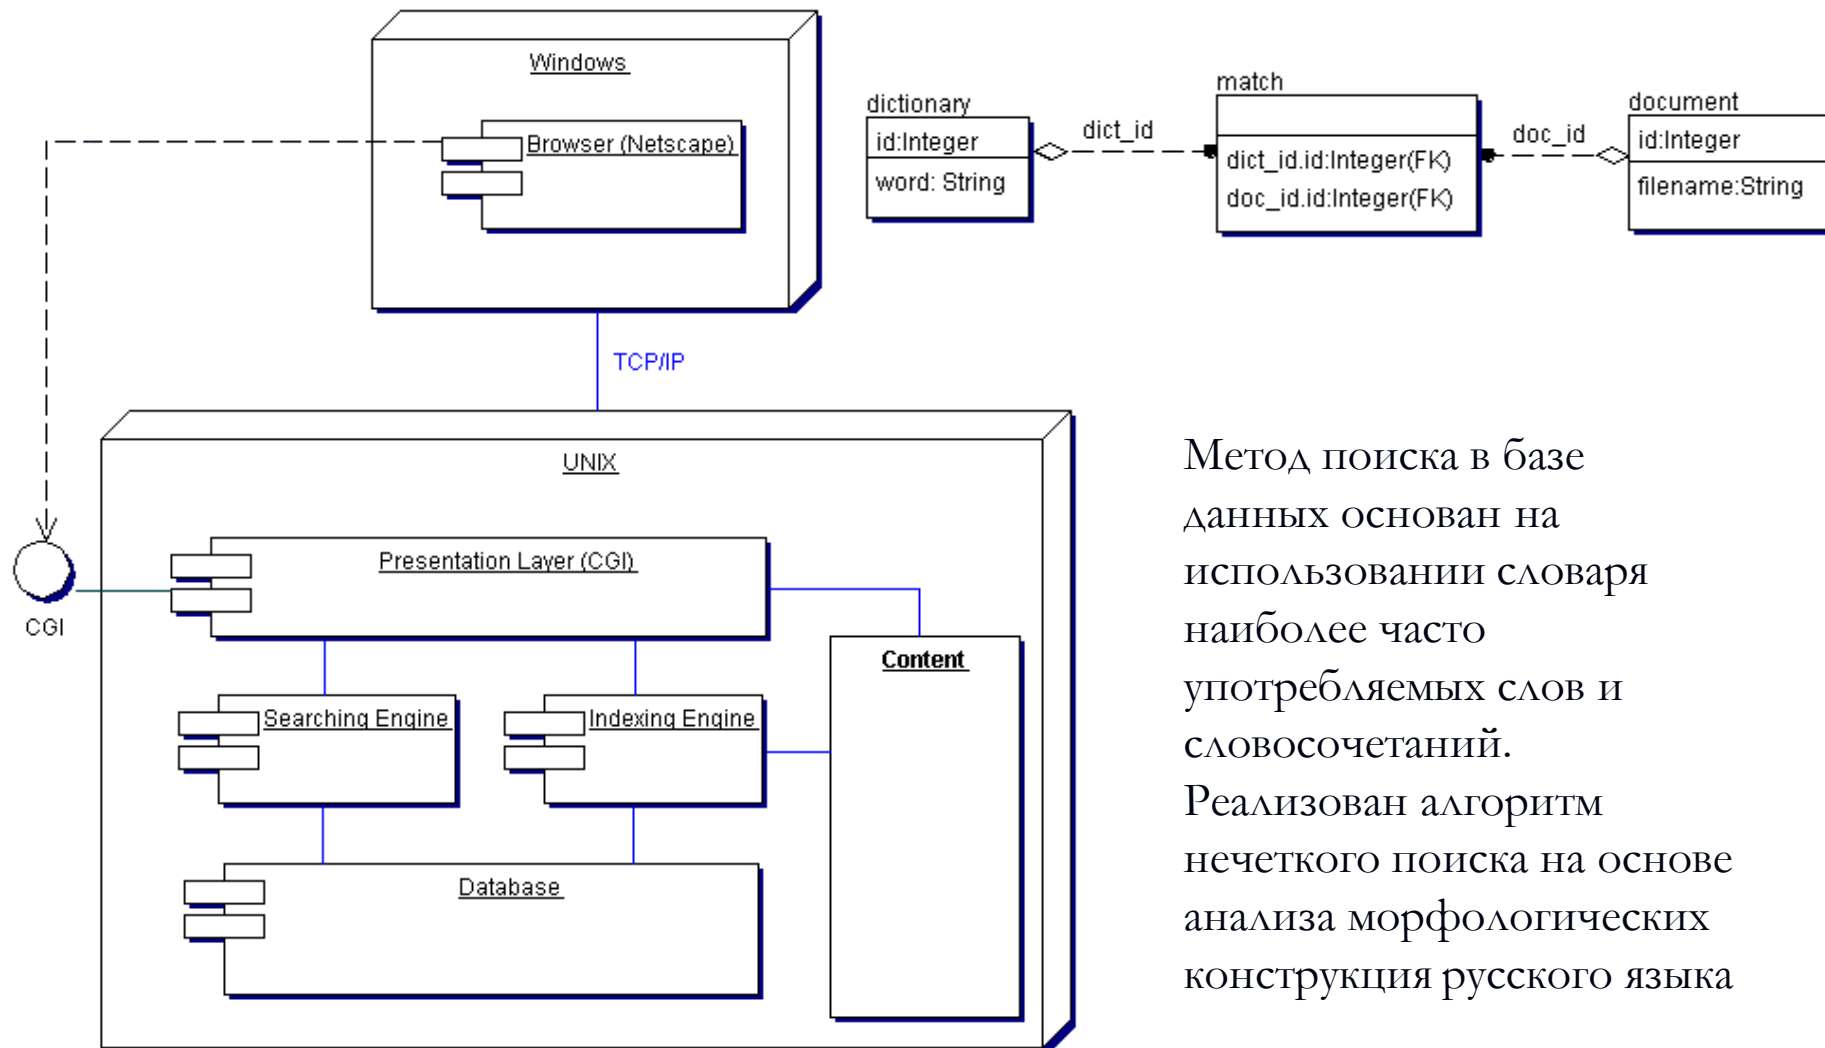 Windows
Browser (Netscape)
TCP/IP
dictionary
id:Integer
word: String
dict_id
match
dict_id.id:Integer(FK)
doc_id.id:Integer(FK)
doc_id
document
id:Integer
filename:String
UNIX
CGI
Presentation Layer (CGI)
Content
Searching Engine
Indexing Engine
Database
Метод поиска в базе
данных основан на
использовании словаря
наиболее часто
употребляемых слов и
словосочетаний.
Реализован алгоритм
нечеткого поиска на основе
анализа морфологических
конструкция русского языка